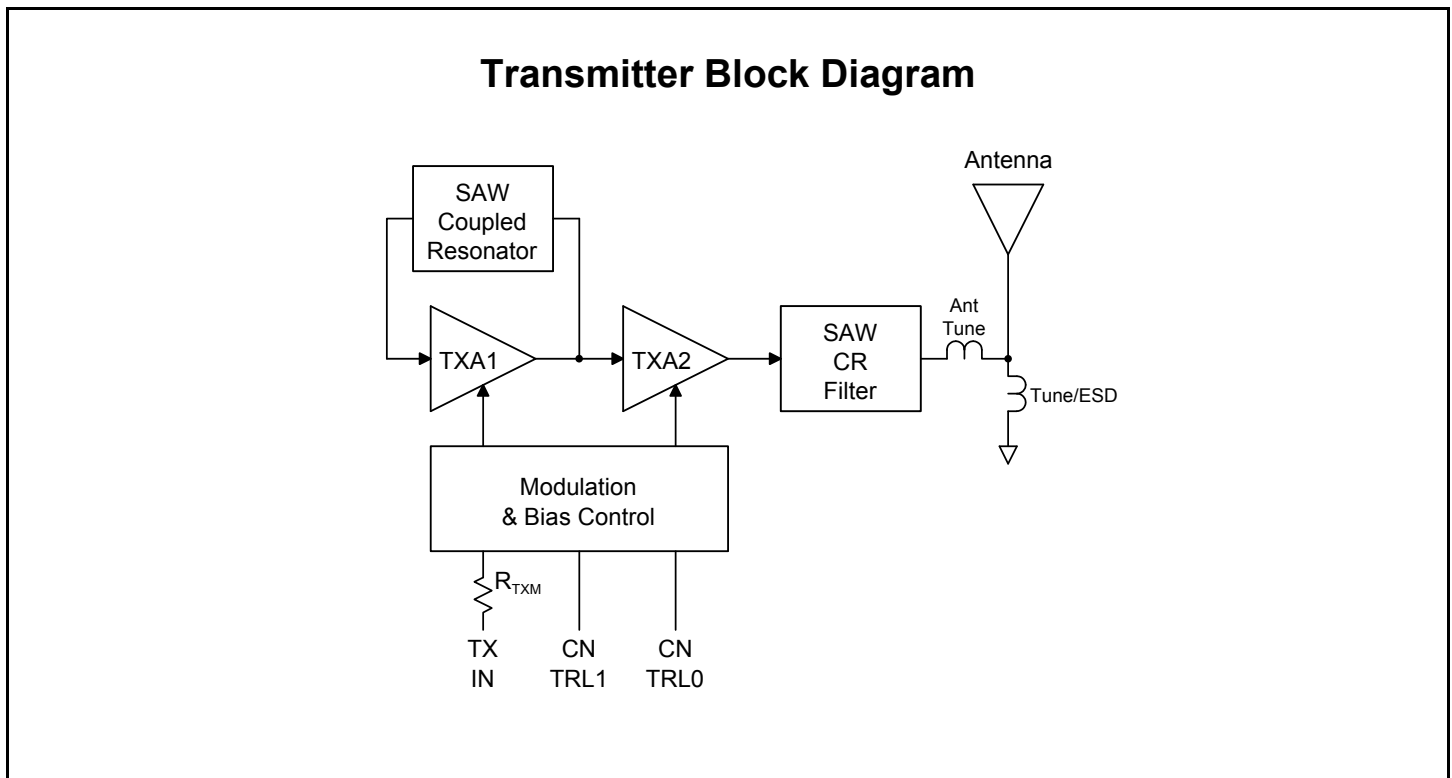 Transmitter Block Diagram
Antenna
SAW
Coupled
Resonator
Ant
Tune
TXA1
TXA2
SAW
CR
Filter
Tune/ESD
Modulation
& Bias Control
RTXM
TX
IN
CN
TRL1
CN
TRL0